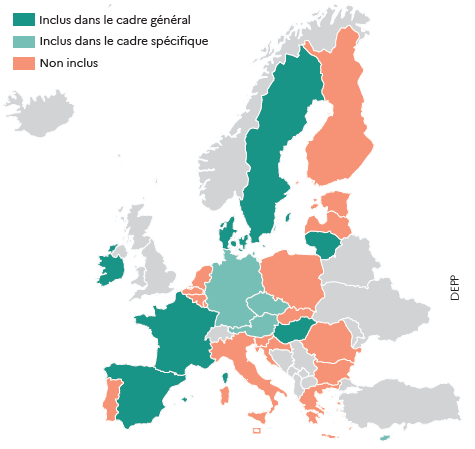 Inclus dans le cadre général
Inclus dans le cadre spécifique
Non inclus
DEPP